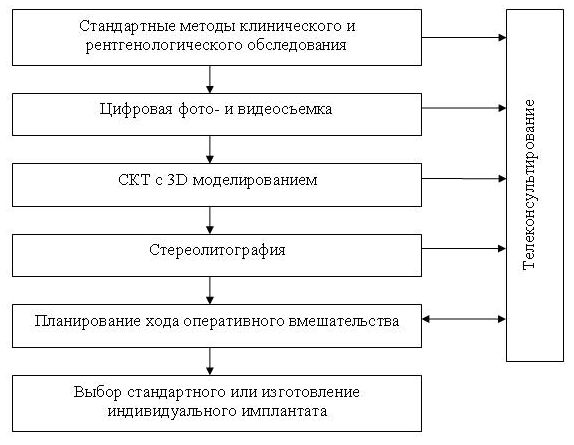 Стандартные методы клинического и
рентгенологического обследования
Цифровая фото- и видеосъемка
СКТ с 3D моделированием
Стереолитография
Планирование хода оперативного вмешательства
Выбор стандартного или изготовление
индивидуального имплантата
Телеконсультирование